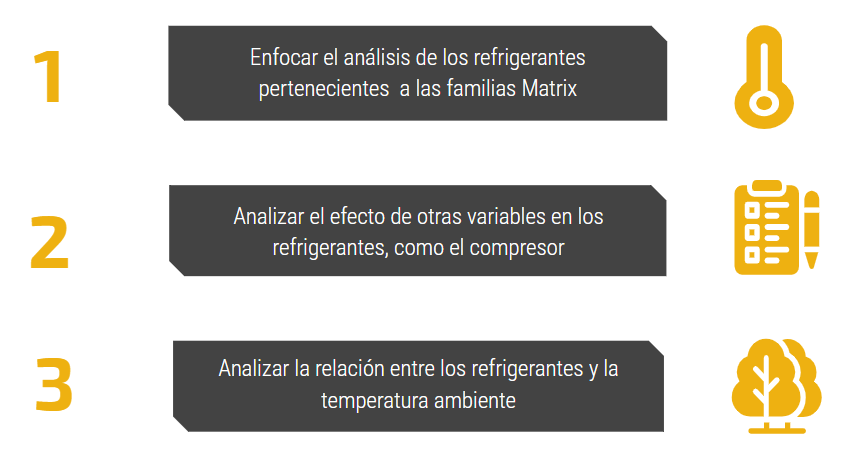 1
Enfocar el análisis de los refrigerantes
pertenecientes a las familias Matrix
2
Analizar el efecto de otras variables en los
refrigerantes, como el compresor
3
Analizar la relación entre los refrigerantes y la
temperatura ambiente